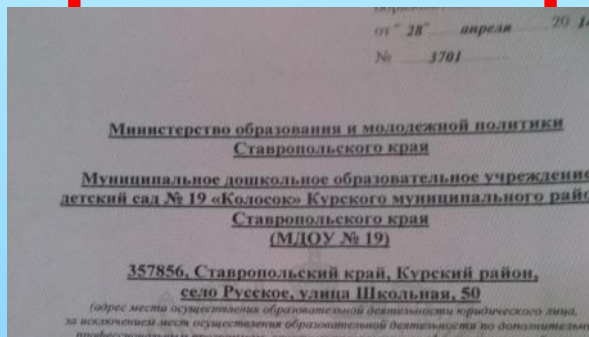 от " 28" апреля 20
№ 3701
Министерство образования и молодежной политики
Ставропольского края
Муниципальное дошкольное образовательное учреждение
детский сад № 19 «Колосок» Курского муниципального
Ставропольского края
(МДОУ № 19)
357856, Ставропольский край, Курский район,
село Русское, улица Школьная, 50
(адрес места осуществления образовательной деятельности юридического лица,
за исключением мест осуществления образовательной деятельности по